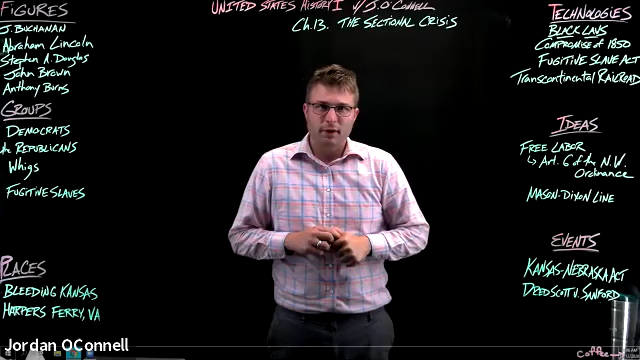 FIGURES
J. BUCHANAN
Abraham Lincoln
Stephen A. Douglas
John Brown
Anthony Burns
GROUPS
DEMOCRATS
REPUBLICANS
Whigs
FUGITIVE SLAVES
PLACES
BLEEDING KANSAS
HARPERS FERRY, VA
UNITED STATES HISTORY I w/ J. O'CONNELL
Ch.13. THE SECTIONAL CRISIS
TECHNOLOGIES
BLACK LAWS
COMPROMISE of 1850
FUGITIVE SLAVE ACT
Transcontinental RAILROAD
IDEAS
FREE LABOR
↳ Art. 6 of the N.W.
Ordinance
MASON-DIXON LINE
EVENTS
KANSAS-NEBRASKA ACT
DRED SCOTT v. SANFORD
coffee →
Jordan OConnell